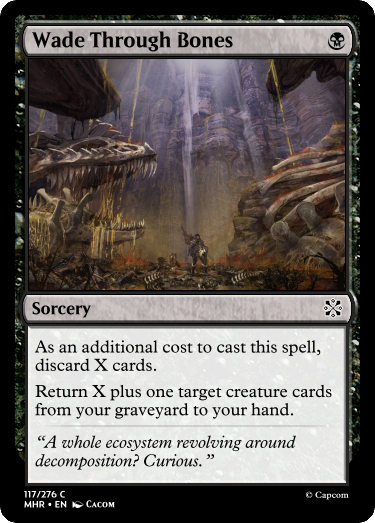 Wade Through Bones
Sorcery
As an additional cost to cast this spell,
discard X cards.
Return X plus one target creature cards
from your graveyard to your hand.
“A whole ecosystem revolving around
decomposition? Curious.”
117/276 C
MHR • EN Cacom
© Capcom